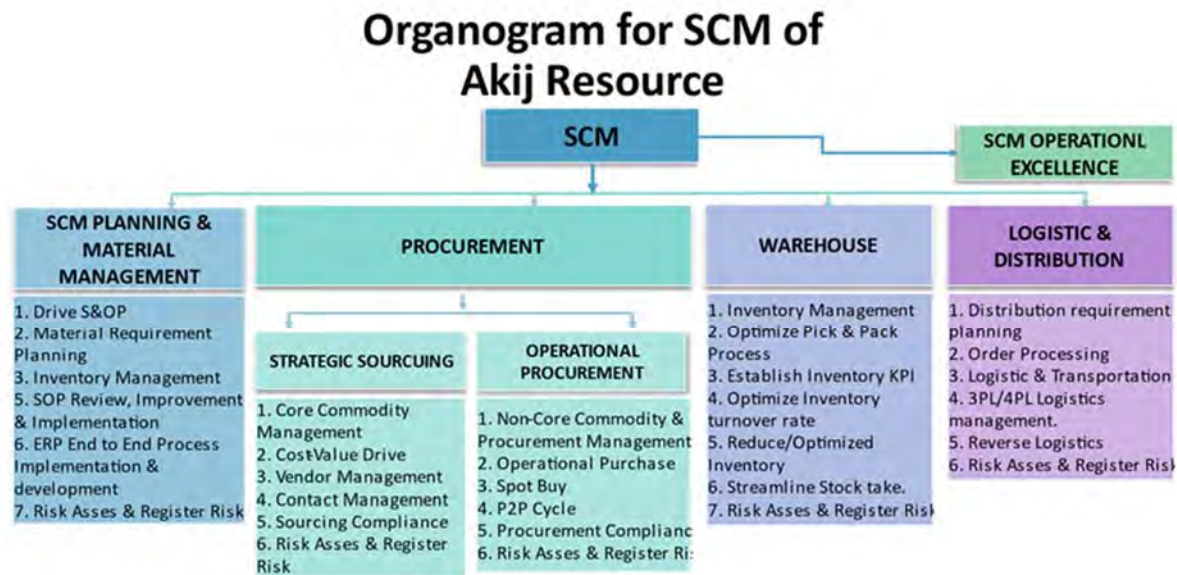 Organogram for SCM of
Akij Resource
SCM
SCM OPERATIONL
EXCELLENCE
SCM PLANNING &
MATERIAL
MANAGEMENT
1. Drive S&OP
2. Material Requirement
Planning
3. Inventory Management
5. SOP Review, Improvement
& Implementation
6. ERP End to End Process
Implementation &
development
7. Risk Asses & Register Risk
PROCUREMENT
STRATEGIC SOURCUING
1. Core Commodity
Management
2. Cost-Value Drive
3. Vendor Management
4. Contact Management
5. Sourcing Compliance
6. Risk Asses & Register
Risk
OPERATIONAL
PROCUREMENT
1. Non-Core Commodity &
Procurement Management
2. Operational Purchase
3. Spot Buy
4. P2P Cycle
5. Procurement Complianc
6. Risk Asses & Register Ris
WAREHOUSE
1. Inventory Management
2. Optimize Pick & Pack
Process
3. Establish Inventory KPI
4. Optimize Inventory
turnover rate
5. Reduce/Optimized
Inventory
6. Streamline Stock take.
7. Risk Asses & Register Risk
LOGISTIC &
DISTRIBUTION
1. Distribution requirement
planning
2. Order Processing
3. Logistic & Transportation
4. 3PL/4PL Logistics
management.
5. Reverse Logistics
6. Risk Asses & Register Risk